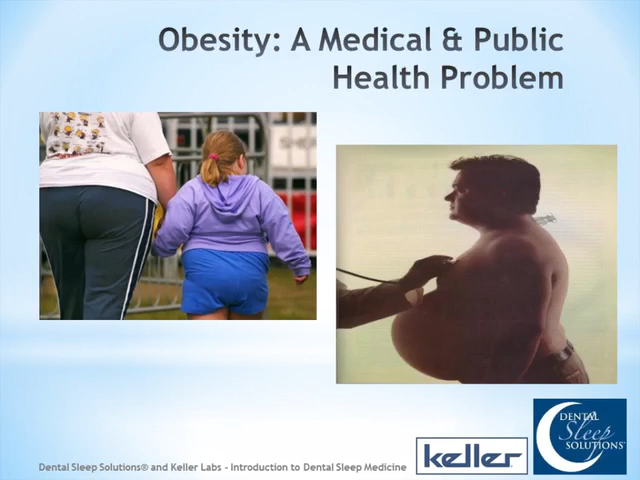 Obesity: A Medical & Public
Health Problem
Dental Sleep Solutions® and Keller Labs - Introduction to Dental Sleep Medicine
keller
DENTAL
Sleep
SOLUTIONS